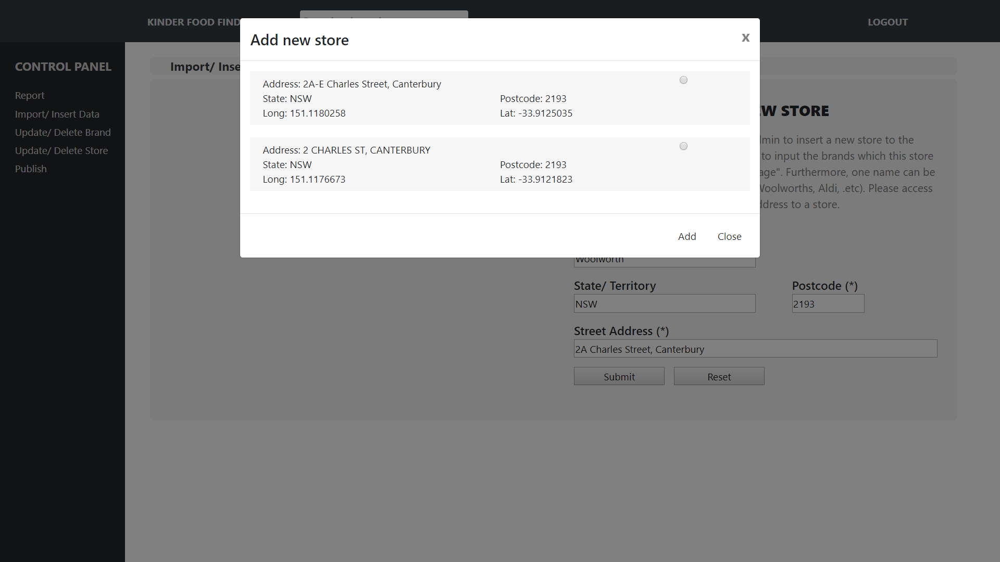 KINDER FOOD FIND
LOGOUT
Add new store
X
CONTROL PANEL
Report
Import/ Insert Data
Update/ Delete Brand
Update/ Delete Store
Publish
Import/ Inse
Address: 2A-E Charles Street, Canterbury
State: NSW
Postcode: 2193
Long: 151.1180258
Lat: -33.9125035
Address: 2 CHARLES ST, CANTERBURY
State: NSW
Postcode: 2193
Long: 151.1176673
Lat: -33.9121823
Add
Close
EW STORE
dmin to insert a new store to the
to input the brands which this store
age". Furthermore, one name can be
Woolworths, Aldi, .etc). Please access
ddress to a store.
Woolworth
State/ Territory
Postcode (*)
NSW
2193
Street Address (*)
2A Charles Street, Canterbury
Submit
Reset